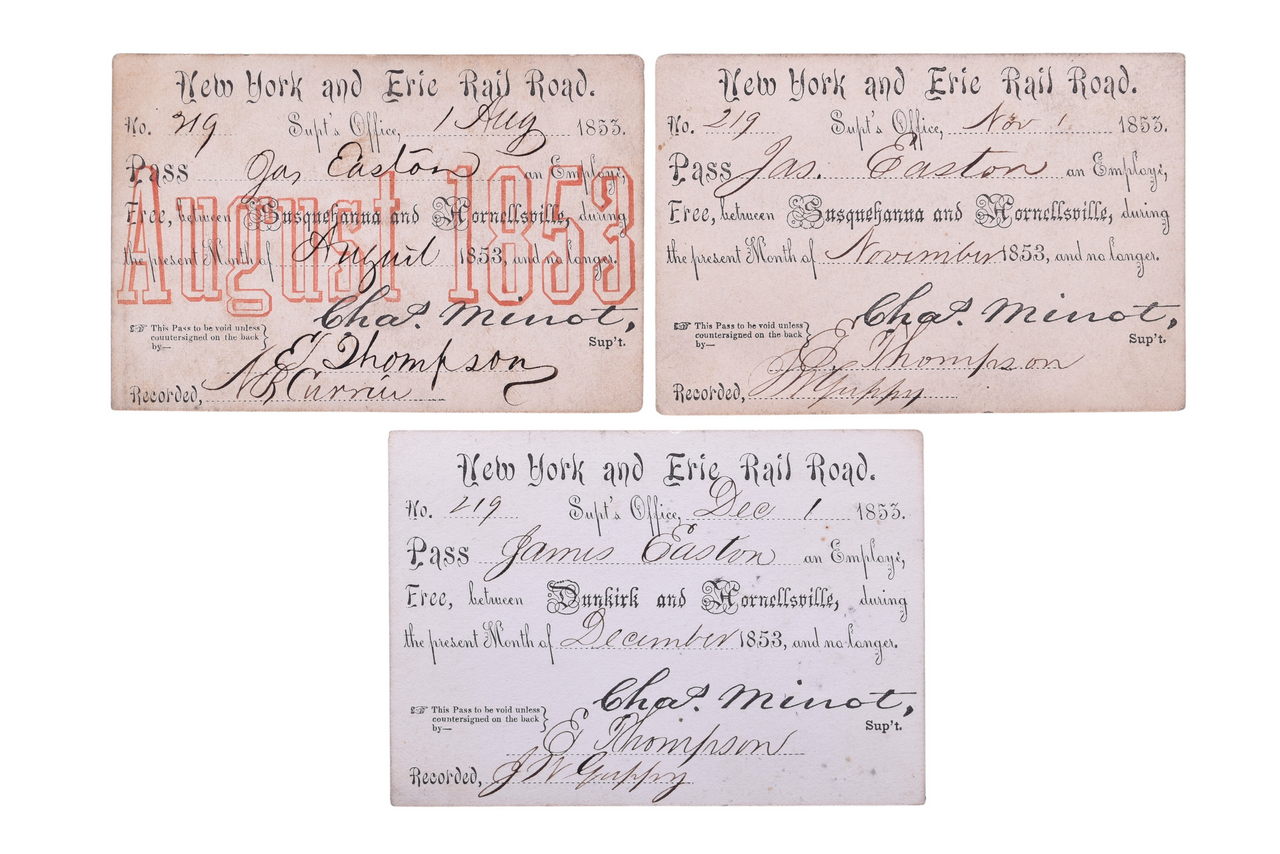 New York and Erie Rail Road.
No. 219 Supt's Office, 1 Aug 1853.
Pass Jas Easton an Employé,
Free, between Susquehanna and Hornellsville, during
the present Month of August 1853, and no longer.
August 1853
Chas. Minot,
Sup't.
☞ This Pass to be void unless
countersigned on the back
by—
E Thompson
Recorded, N B Currin
New York and Erie Rail Road.
No. 219 Supt's Office, Nov 1 1853.
Pass Jas. Easton an Employé,
Free, between Susquehanna and Hornellsville, during
the present Month of November 1853, and no longer.
Chas. Minot,
Sup't.
☞ This Pass to be void unless
countersigned on the back
by—
E Thompson
Recorded, J W Guppy
New York and Erie Rail Road.
No. 219 Supt's Office, Dec 1 1853.
Pass James Easton an Employé,
Free, between Dunkirk and Hornellsville, during
the present Month of December 1853, and no longer.
Chas. Minot,
Sup't.
☞ This Pass to be void unless
countersigned on the back
by—
E Thompson
Recorded, J W Guppy